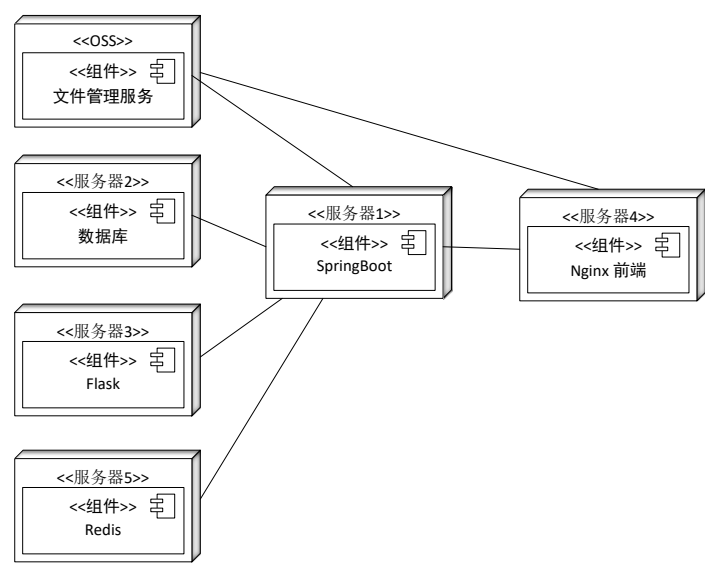 <<OSS>>
<<组件>>
文件管理服务
<<服务器2>>
<<组件>>
数据库
<<服务器1>>
<<组件>>
SpringBoot
<<服务器4>>
<<组件>>
Nginx 前端
<<服务器3>>
<<组件>>
Flask
<<服务器5>>
<<组件>>
Redis